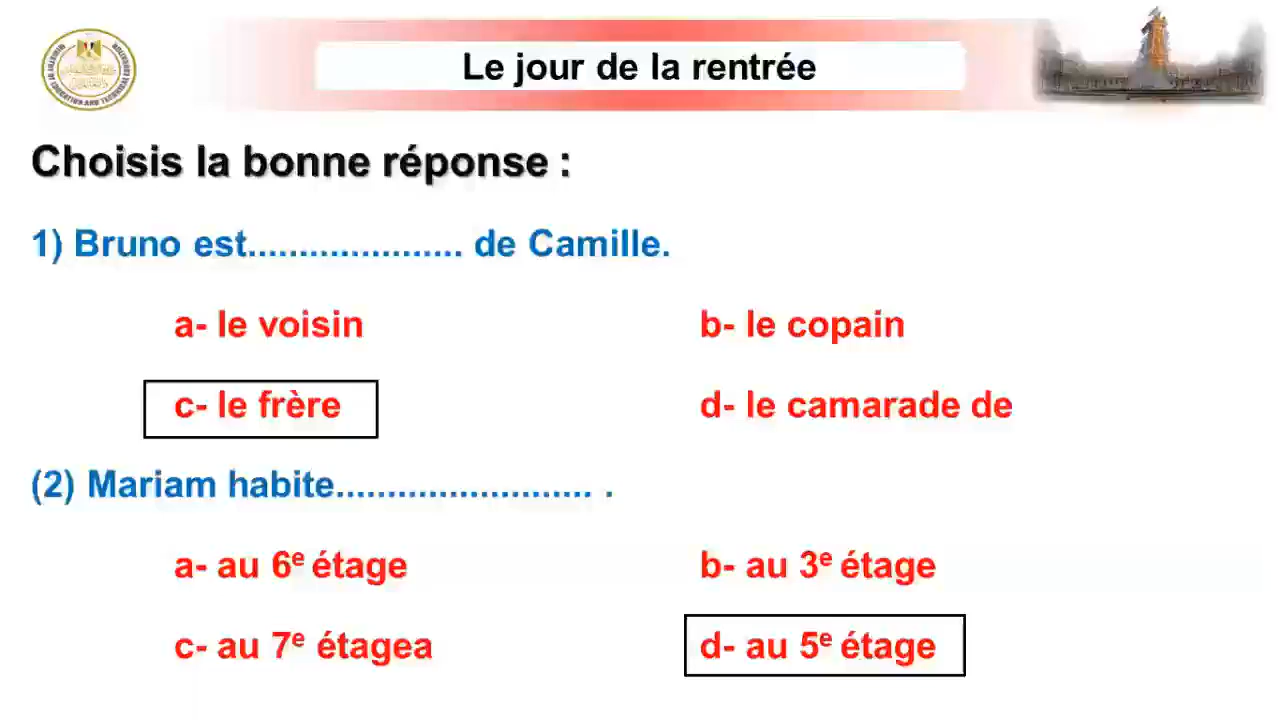 Le jour de la rentrée
Choisis la bonne réponse :
1) Bruno est..................... de Camille.
a- le voisin
b- le copain
c- le frère
d- le camarade de
(2) Mariam habite......................... .
a- au 6e étage
b- au 3e étage
c- au 7e étagea
d- au 5e étage